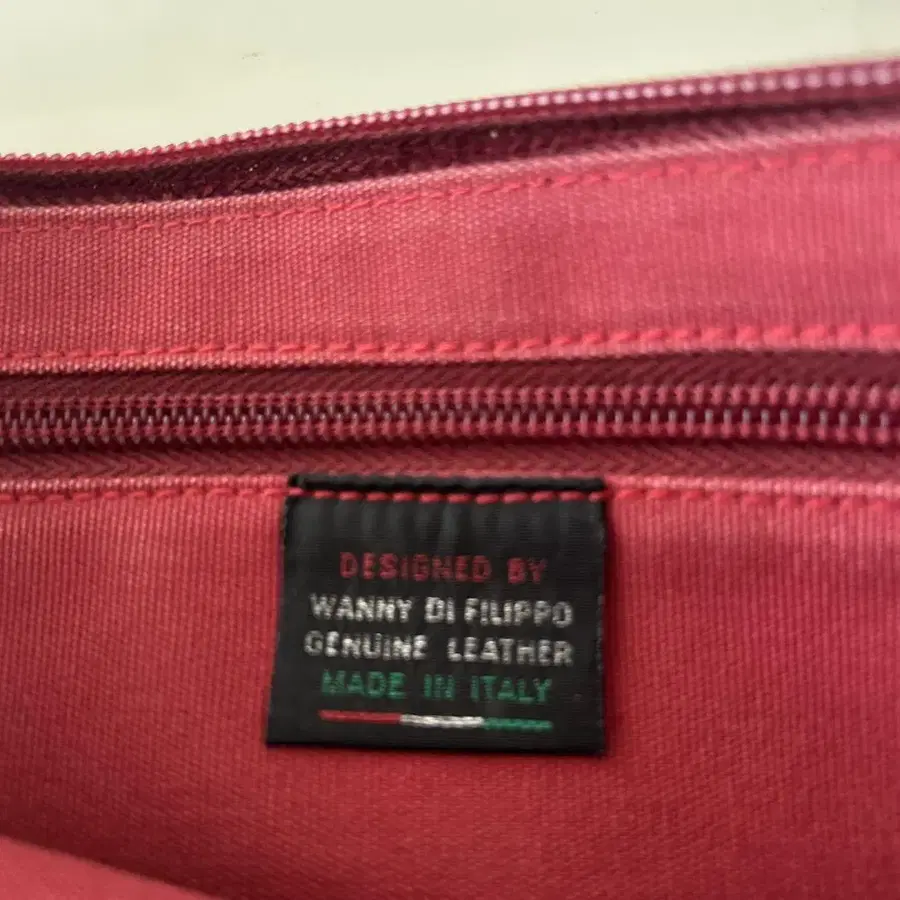 DESIGNED BY
WANNY DI FILIPPO
GENUINE LEATHER
MADE IN ITALY